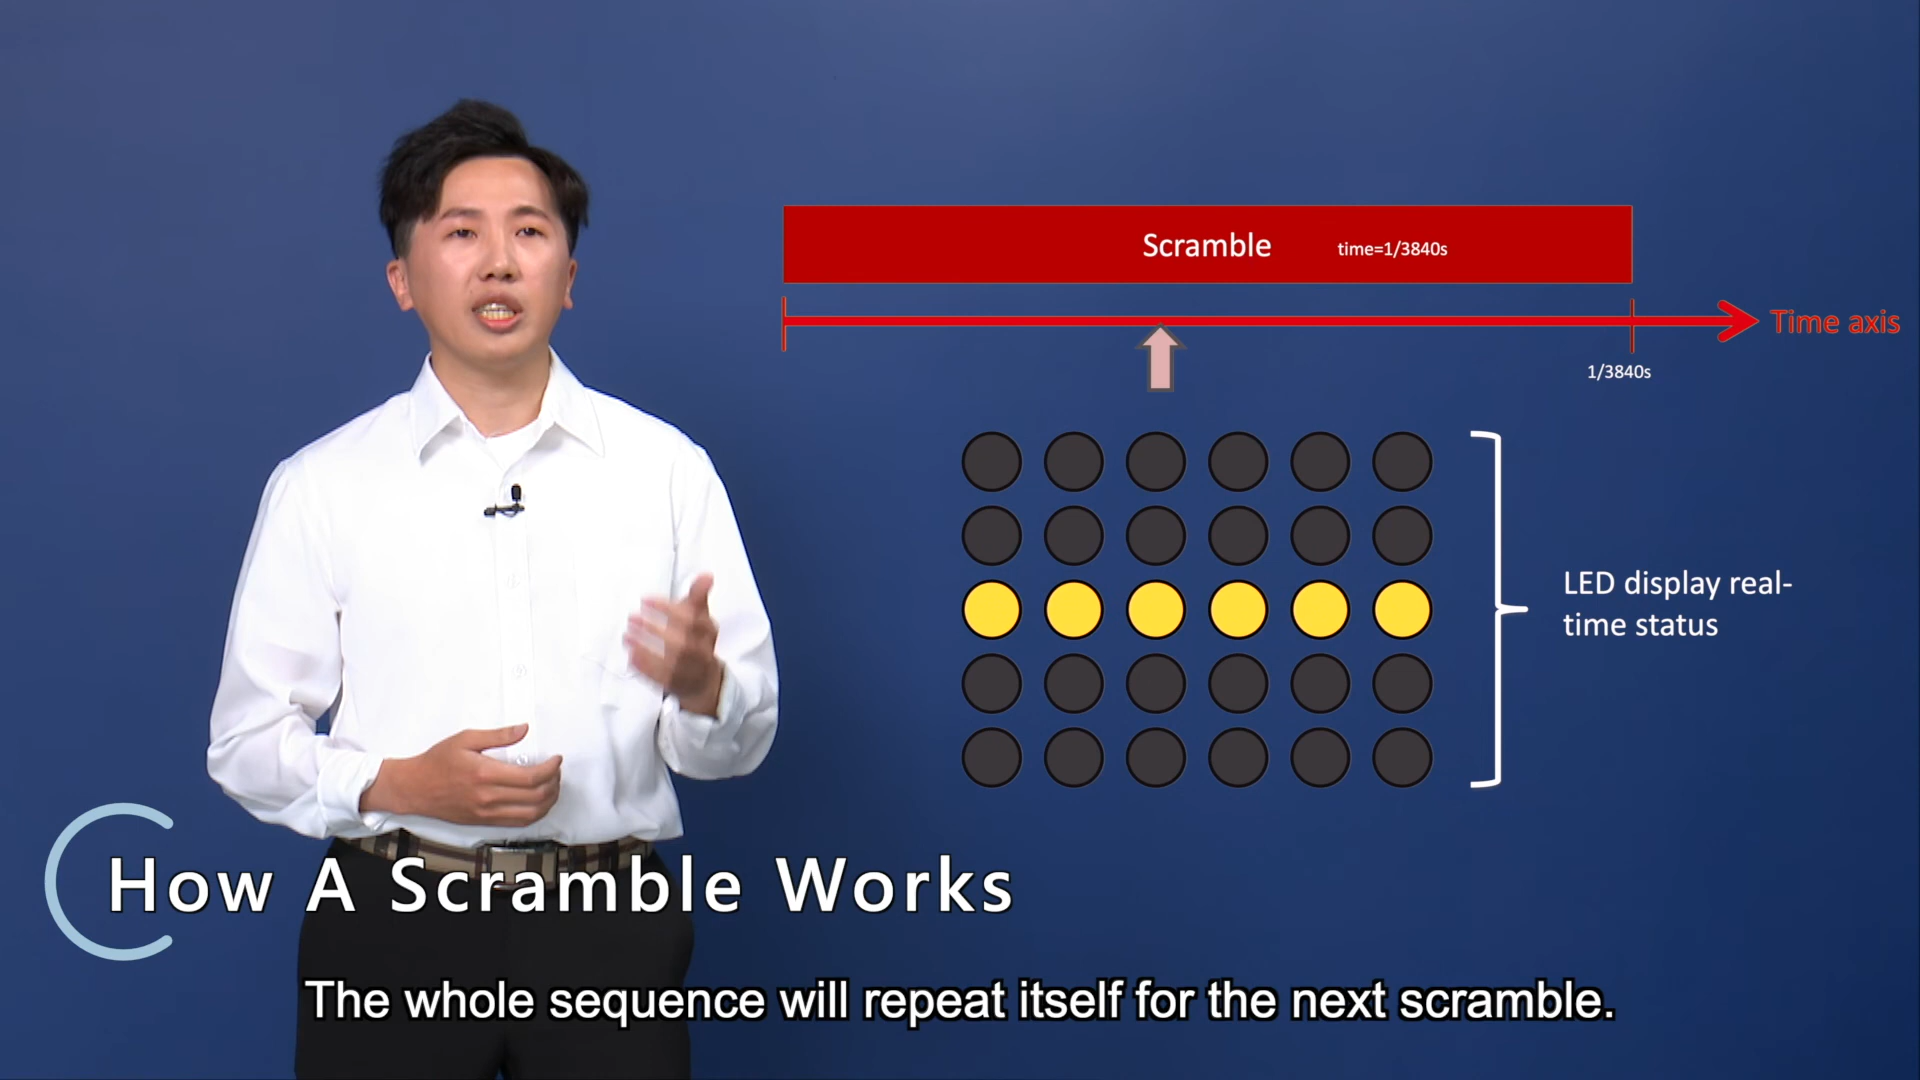 Scramble
time=1/3840s
Time axis
1/3840s
LED display real-
time status
How A Scramble Works
The whole sequence will repeat itself for the next scramble.